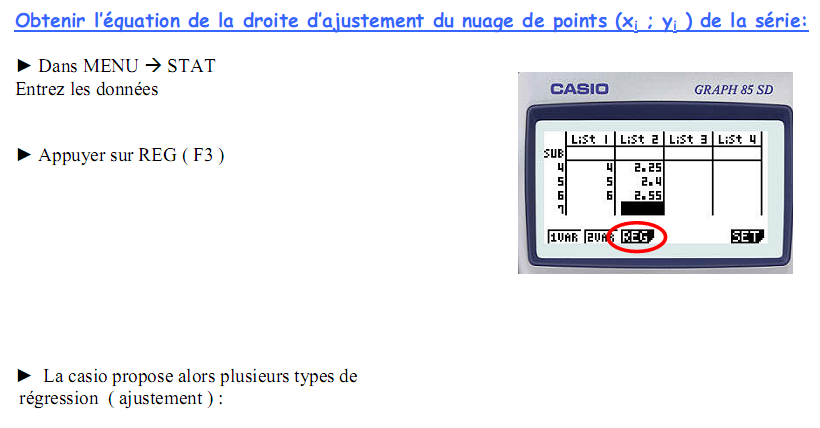 Obtenir l’équation de la droite d’ajustement du nuage de points (xi ; yi ) de la série:
► Dans MENU → STAT
Entrez les données
► Appuyer sur REG ( F3 )
CASIO GRAPH 85 SD
List 1 List 2 List 3 List 4
SUB
4 4 2.25
5 5 2.4
6 6 2.55
7
1VAR 2VAR REG SET
► La casio propose alors plusieurs types de
régression ( ajustement ) :